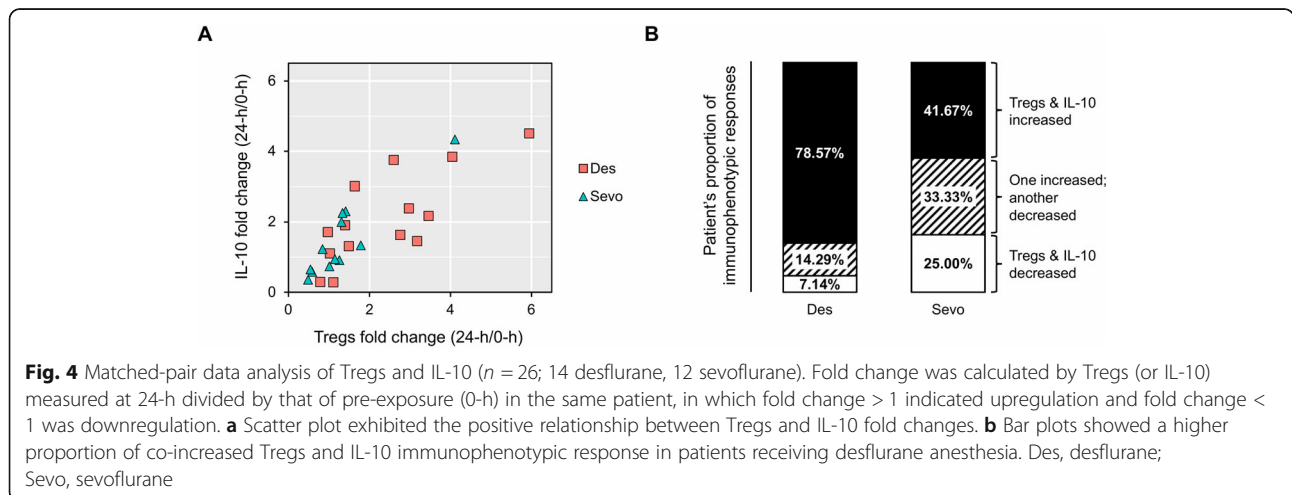 A
IL-10 fold change (24-h/0-h)
6
4
2
0
0
2
4
6
Tregs fold change (24-h/0-h)
Des
Sevo
B
Patient's proportion of
immunophenotypic responses
78.57%
14.29%
7.14%
Des
41.67%
33.33%
25.00%
Sevo
Tregs & IL-10
increased
One increased;
another
decreased
Tregs & IL-10
decreased
Fig. 4 Matched-pair data analysis of Tregs and IL-10 (n = 26; 14 desflurane, 12 sevoflurane). Fold change was calculated by Tregs (or IL-10)
measured at 24-h divided by that of pre-exposure (0-h) in the same patient, in which fold change > 1 indicated upregulation and fold change <
1 was downregulation. a Scatter plot exhibited the positive relationship between Tregs and IL-10 fold changes. b Bar plots showed a higher
proportion of co-increased Tregs and IL-10 immunophenotypic response in patients receiving desflurane anesthesia. Des, desflurane;
Sevo, sevoflurane